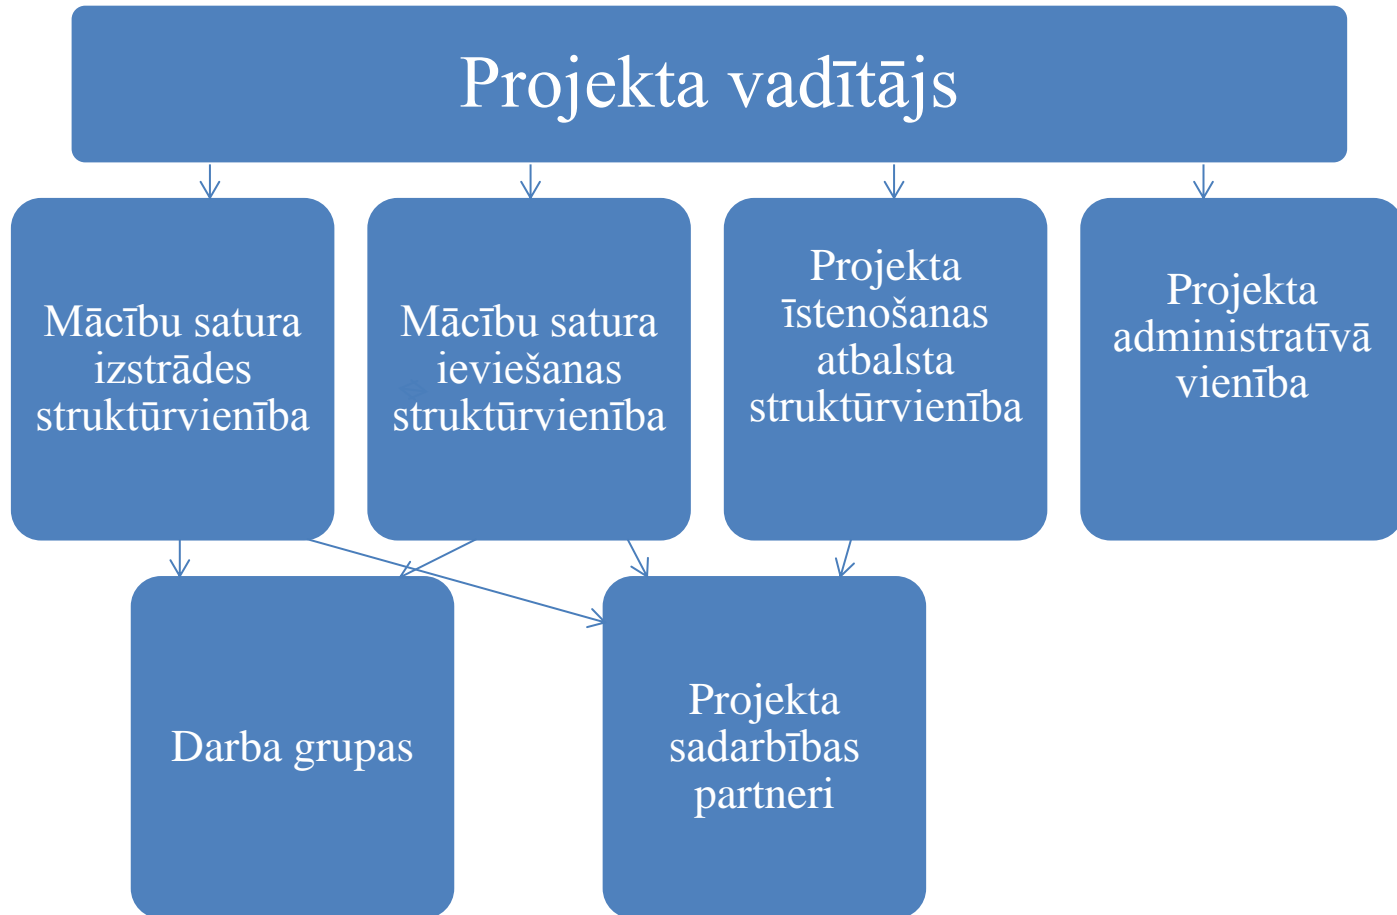 Projekta vadītājs
Mācību satura
izstrādes
struktūrvienība
Mācību satura
ieviešanas
struktūrvienība
Projekta
īstenošanas
atbalsta
struktūrvienība
Projekta
administratīvā
vienība
Darba grupas
Projekta
sadarbības
partneri